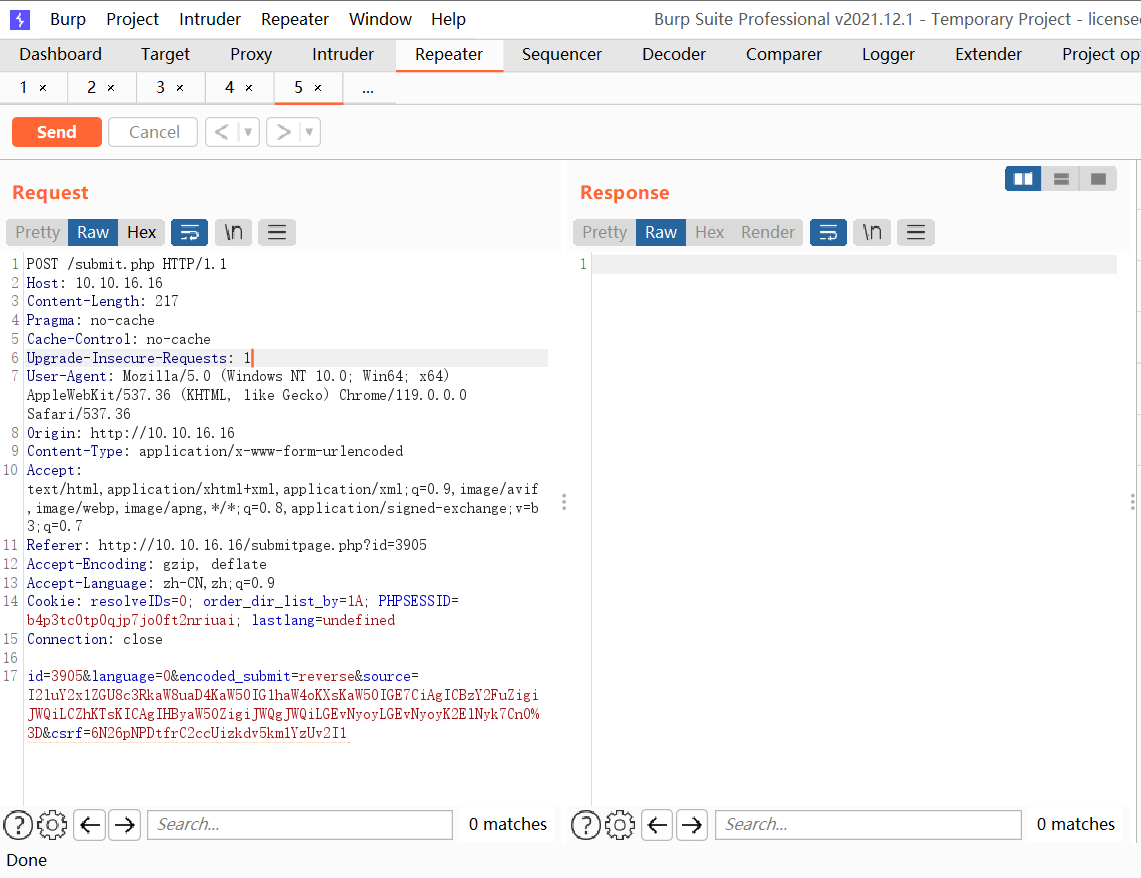 Burp Project Intruder Repeater Window Help Burp Suite Professional v2021.12.1 - Temporary Project - license
Dashboard Target Proxy Intruder Repeater Sequencer Decoder Comparer Logger Extender Project op
1 × 2 × 3 × 4 × 5 × ...
Send Cancel < ▼ > ▼
Request
Response
Pretty Raw Hex \n
Pretty Raw Hex Render \n
1 POST /submit.php HTTP/1.1
2 Host: 10.10.16.16
3 Content-Length: 217
4 Pragma: no-cache
5 Cache-Control: no-cache
6 Upgrade-Insecure-Requests: 1
7 User-Agent: Mozilla/5.0 (Windows NT 10.0; Win64; x64)
AppleWebKit/537.36 (KHTML, like Gecko) Chrome/119.0.0.0
Safari/537.36
8 Origin: http://10.10.16.16
9 Content-Type: application/x-www-form-urlencoded
10 Accept:
text/html,application/xhtml+xml,application/xml;q=0.9,image/avif
,image/webp,image/apng,*/*;q=0.8,application/signed-exchange;v=b
3;q=0.7
11 Referer: http://10.10.16.16/submitpage.php?id=3905
12 Accept-Encoding: gzip, deflate
13 Accept-Language: zh-CN,zh;q=0.9
14 Cookie: resolveIDs=0; order_dir_list_by=1A; PHPSESSID=
b4p3tc0tp0qjp7jo0ft2nriuai; lastlang=undefined
15 Connection: close
16
17 id=3905&language=0&encoded_submit=reverse&source=
I2luY2x1ZGU8c3RkaW8uaD4KaW50IG1haW4oKXsKaW50IGE7CiAgICBzY2FuZigi
JWQiLCZhKTsKICAgIHByaW50ZigiJWQgJWQiLGEvNyoyLGEvNyoyK2ElNyk7Cn0%
3D&csrf=6N26pNPDtfrC2ccUizkdv5km1YzUv2I1
1
Search... 0 matches
Search... 0 matches
Done